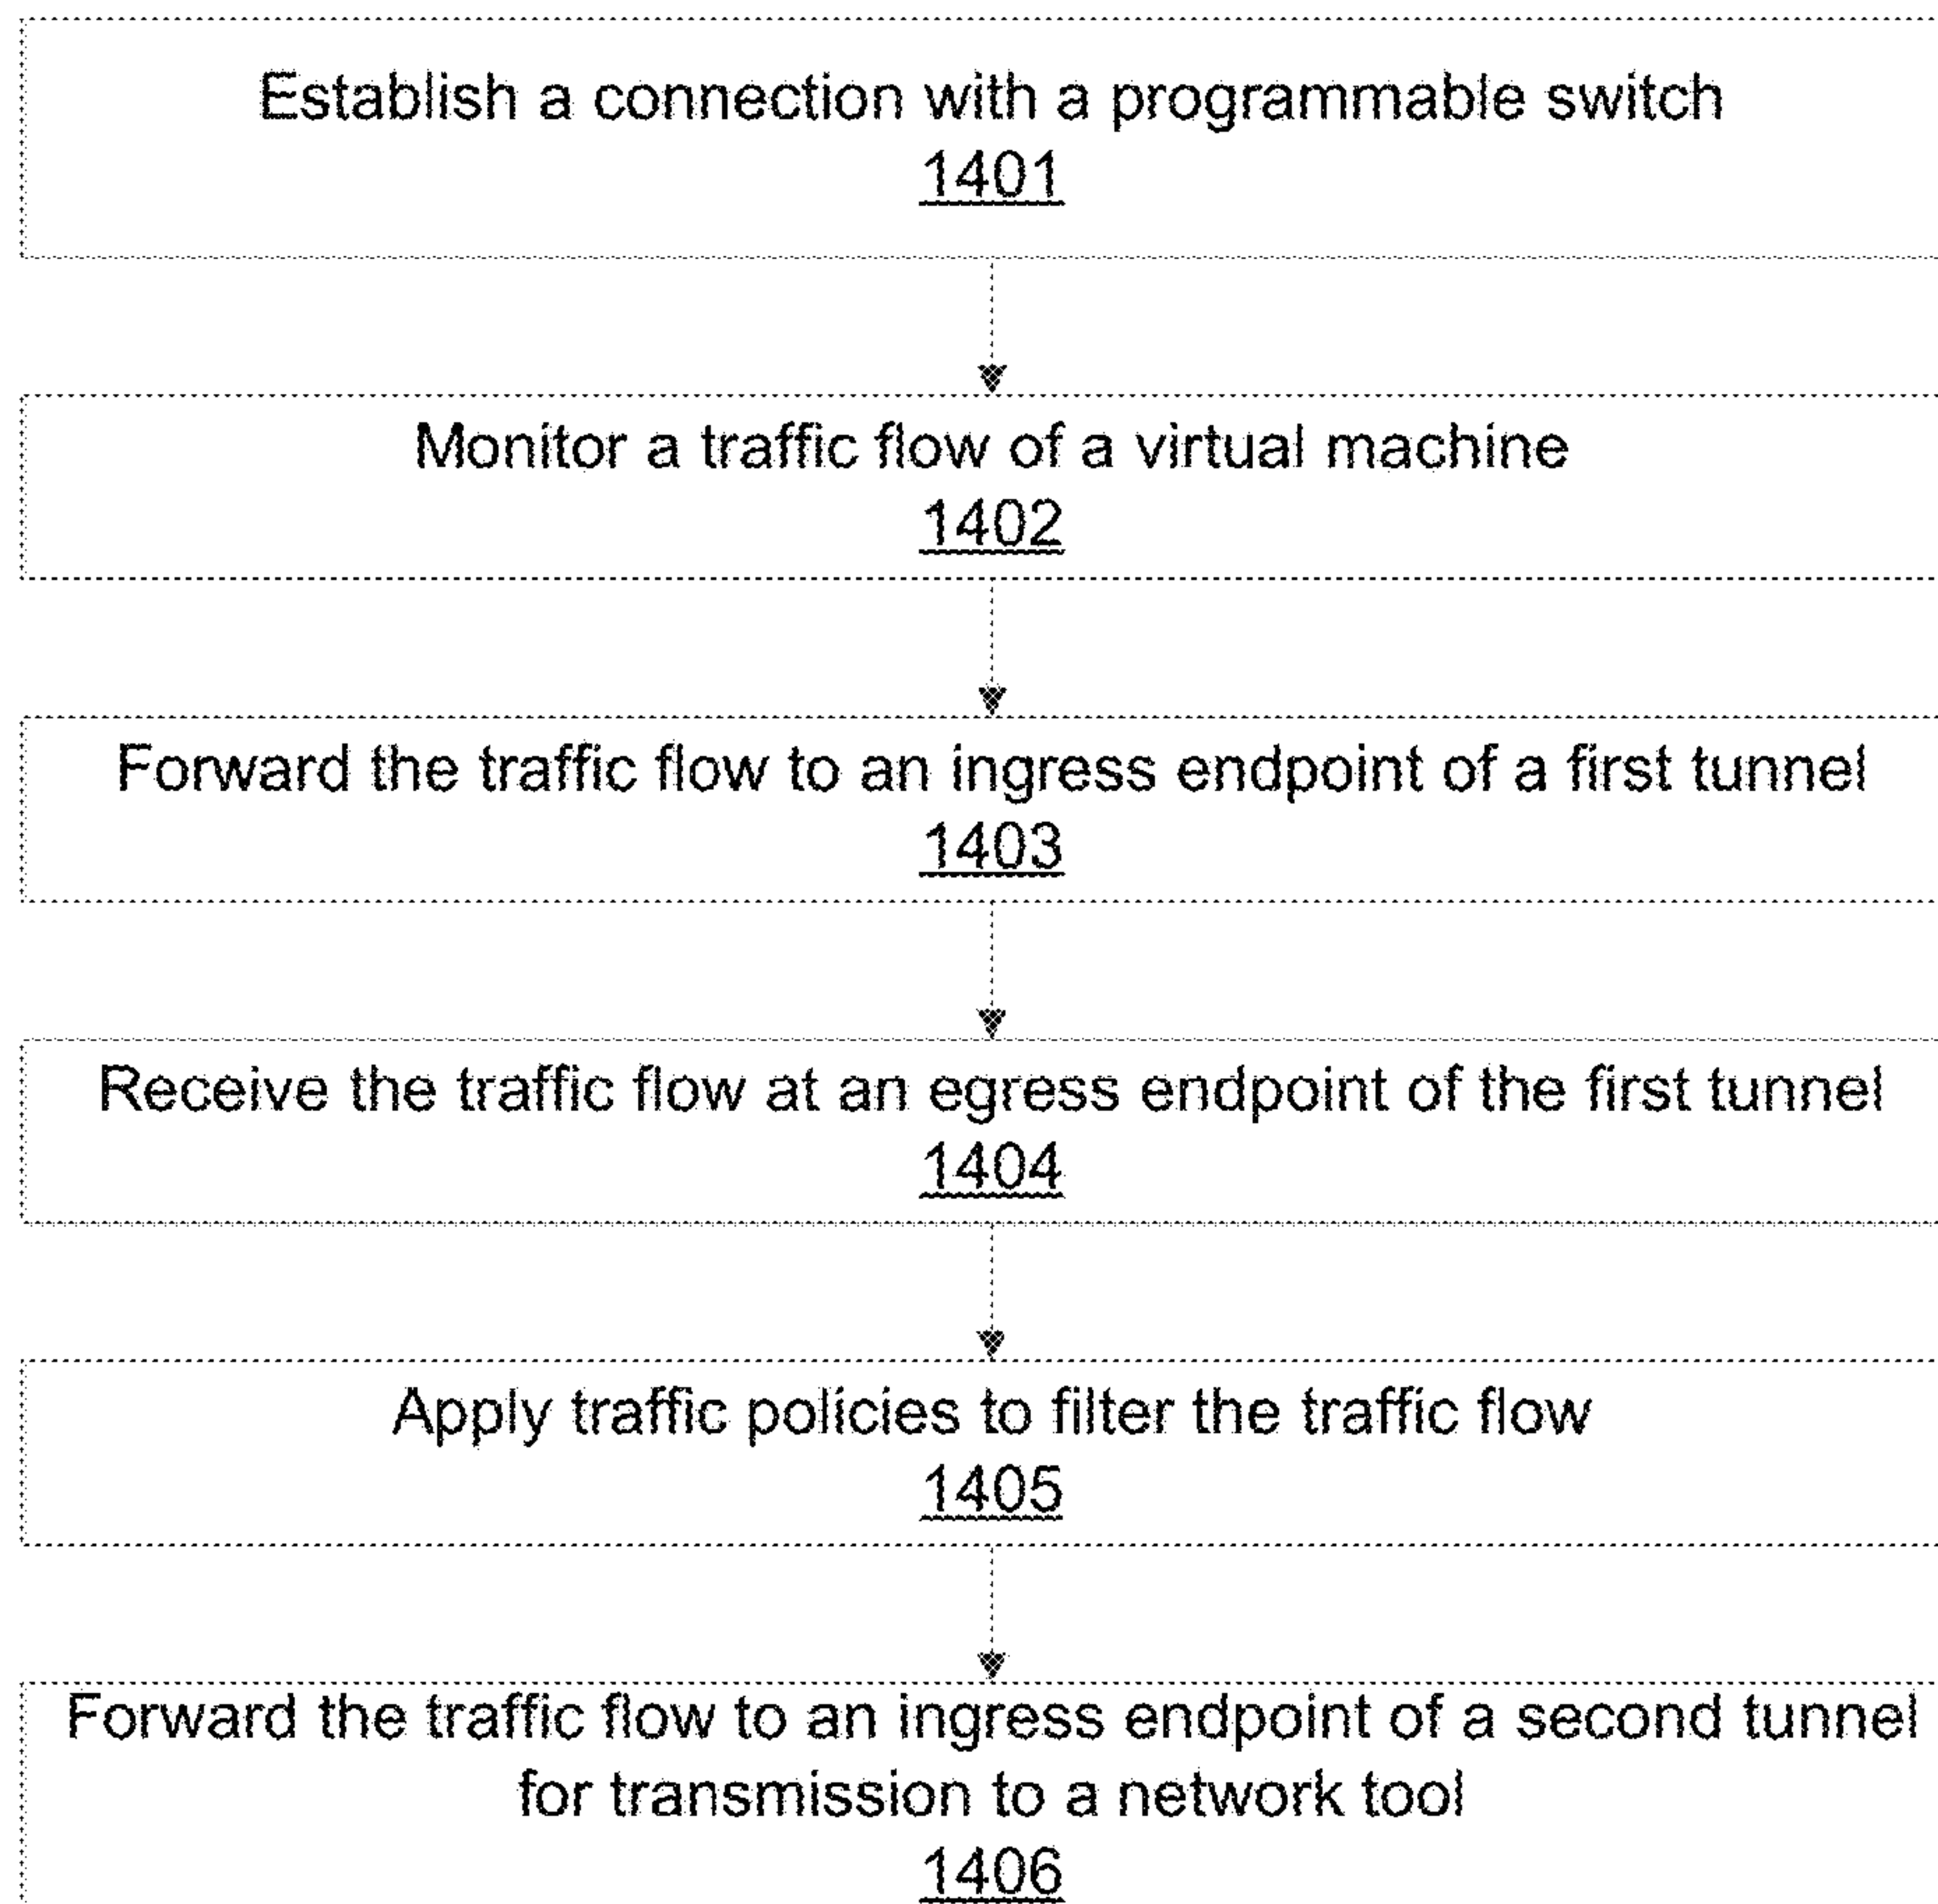 Establish a connection with a programmable switch
1401
Monitor a traffic flow of a virtual machine
1402
Forward the traffic flow to an ingress endpoint of a first tunnel
1403
Receive the traffic flow at an egress endpoint of the first tunnel
1404
Apply traffic policies to filter the traffic flow
1405
Forward the traffic flow to an ingress endpoint of a second tunnel
for transmission to a network tool
1406